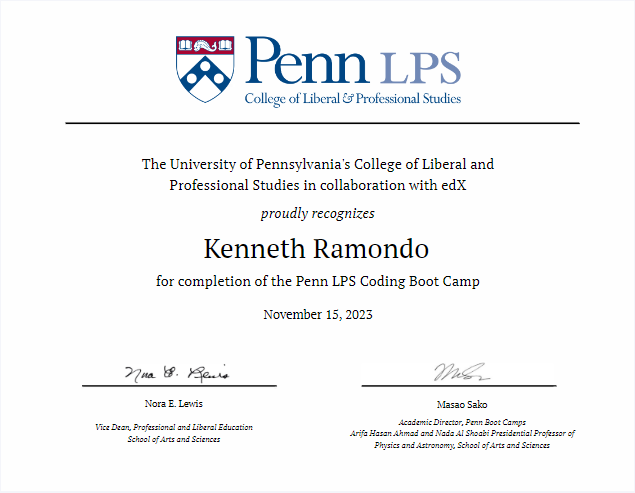 Penn LPS
College of Liberal & Professional Studies
The University of Pennsylvania's College of Liberal and
Professional Studies in collaboration with edX
proudly recognizes
Kenneth Ramondo
for completion of the Penn LPS Coding Boot Camp
November 15, 2023
Nora E. Lewis
Vice Dean, Professional and Liberal Education
School of Arts and Sciences
Masao Sako
Academic Director, Penn Boot Camps
Arifa Hasan Ahmad and Nada Al Shoabi Presidential Professor of
Physics and Astronomy, School of Arts and Sciences